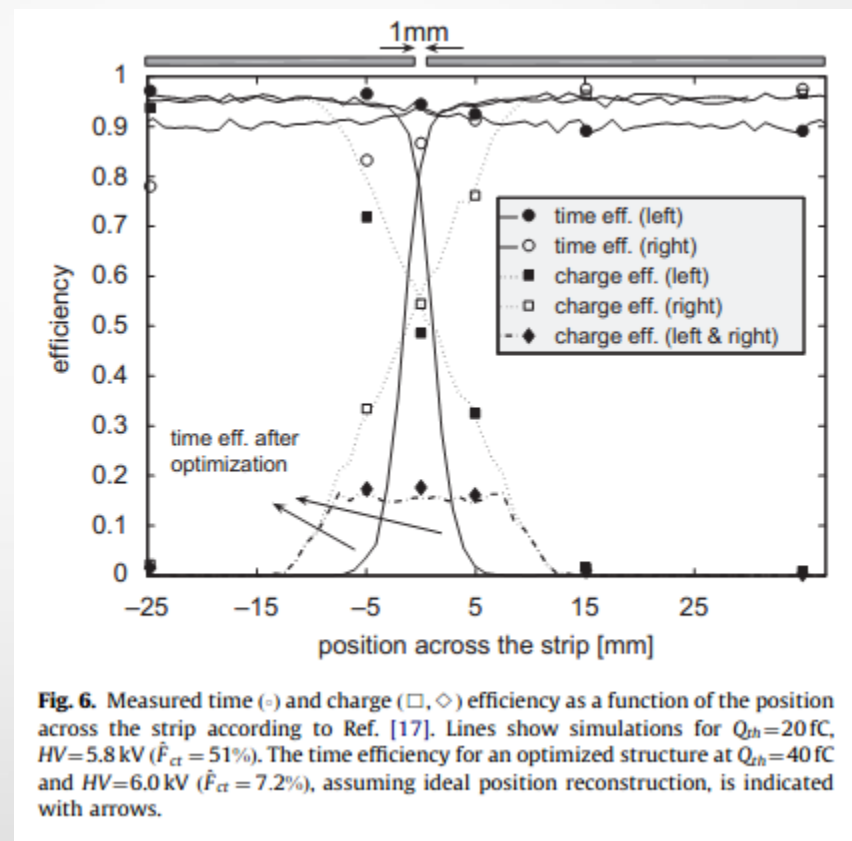 1mm
1
0.9
0.8
0.7
0.6
0.5
0.4
0.3
0.2
0.1
0
efficiency
time eff. (left)
time eff. (right)
charge eff. (left)
charge eff. (right)
charge eff. (left & right)
time eff. after
optimization
−25 −15 −5 5 15 25
position across the strip [mm]
Fig. 6. Measured time (◦) and charge (□, ◇) efficiency as a function of the position
across the strip according to Ref. [17]. Lines show simulations for Qth=20 fC,
HV=5.8 kV (F̂ct = 51%). The time efficiency for an optimized structure at Qth=40 fC
and HV=6.0 kV (F̂ct = 7.2%), assuming ideal position reconstruction, is indicated
with arrows.